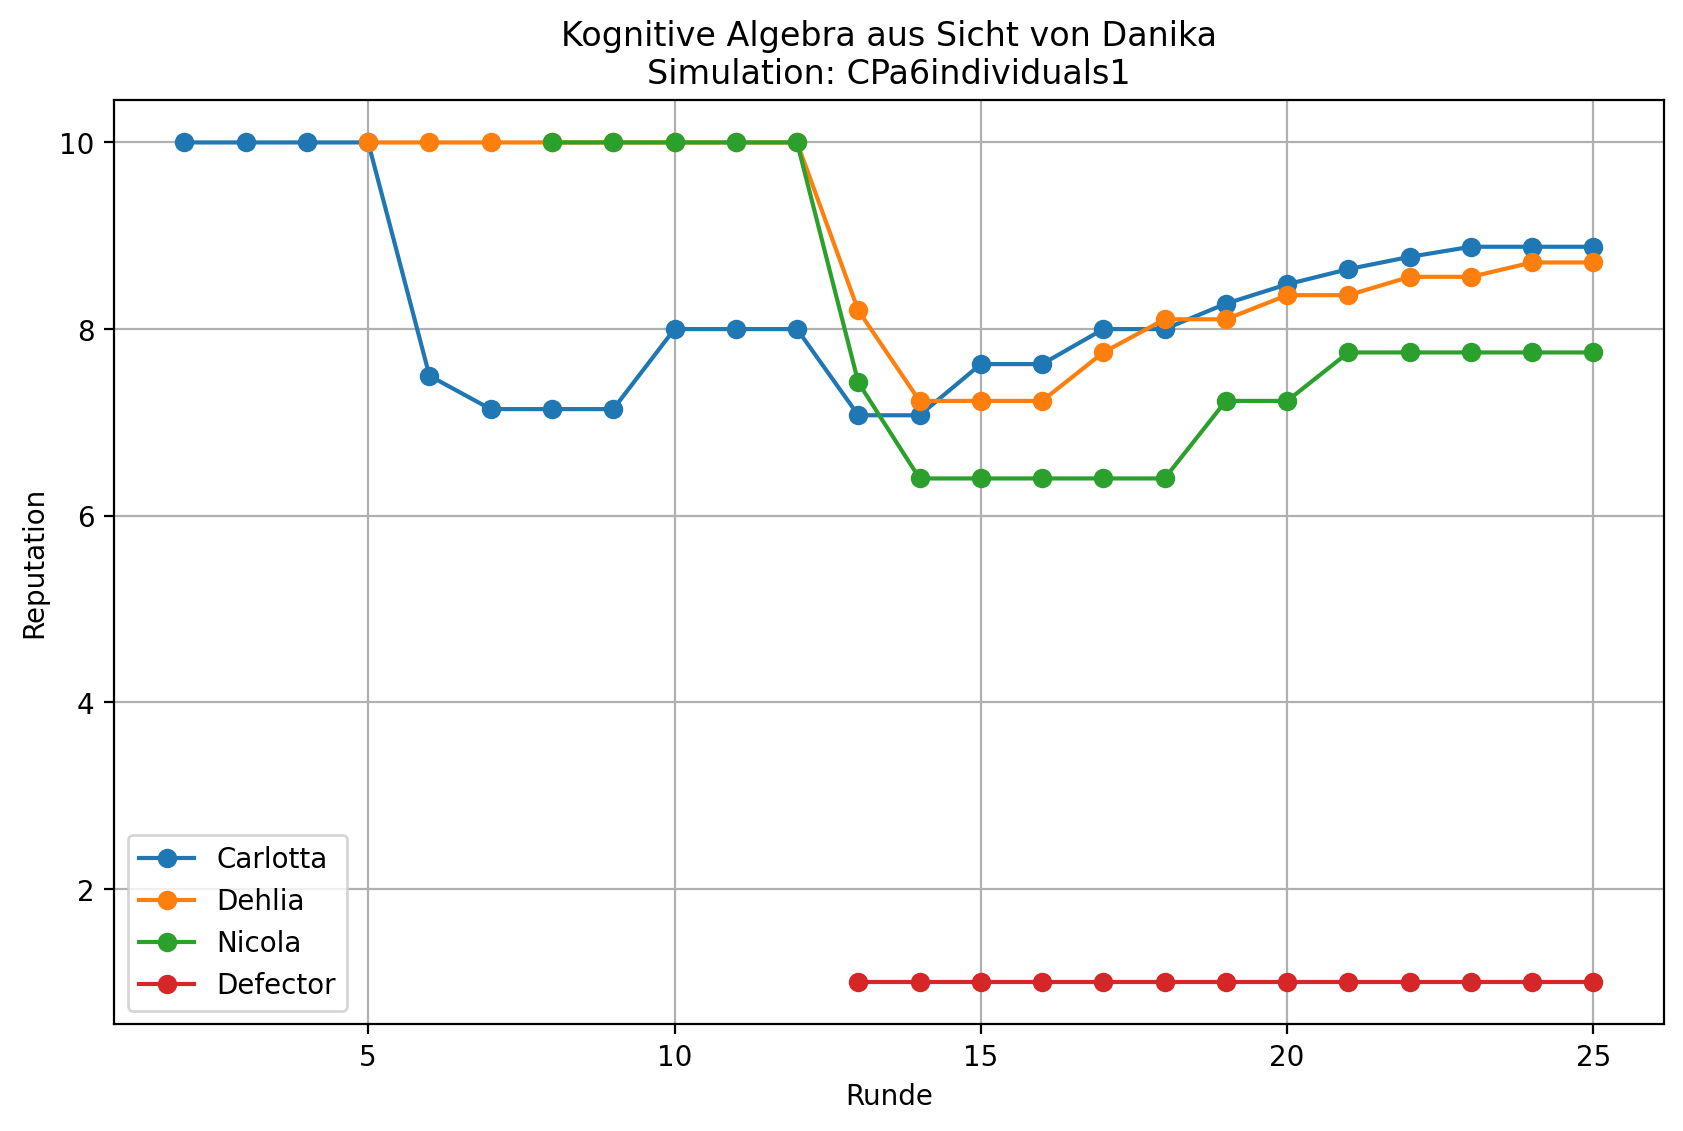 Kognitive Algebra aus Sicht von Danika
Simulation: CPa6individuals1
Reputation
10
8
6
4
2
Carlotta
Dehlia
Nicola
Defector
5
10
15
20
25
Runde